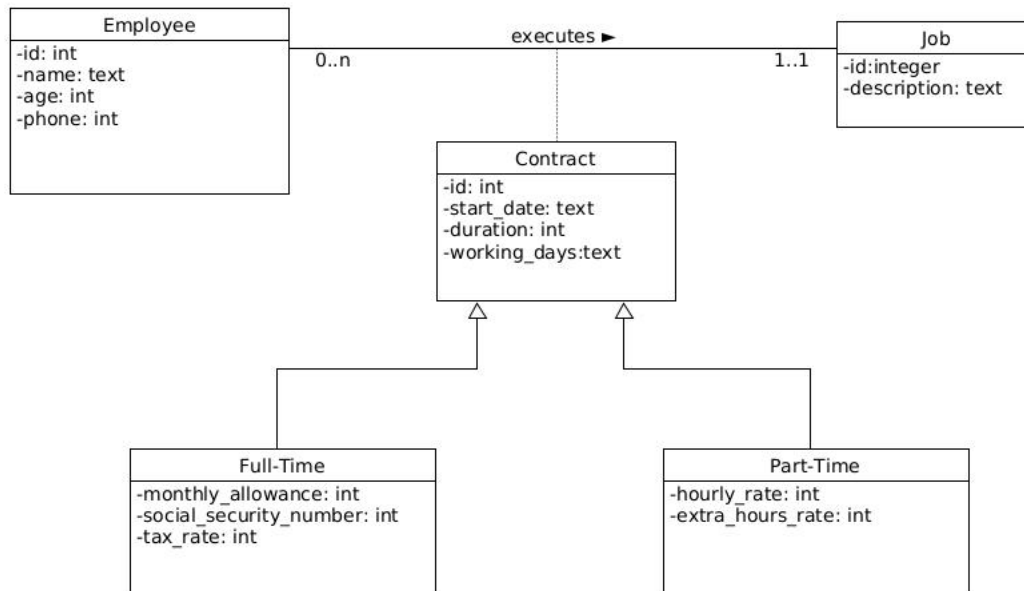 Employee
-id: int
-name: text
-age: int
-phone: int
executes ►
0..n
1..1
Job
-id:integer
-description: text
Contract
-id: int
-start_date: text
-duration: int
-working_days:text
Full-Time
-monthly_allowance: int
-social_security_number: int
-tax_rate: int
Part-Time
-hourly_rate: int
-extra_hours_rate: int